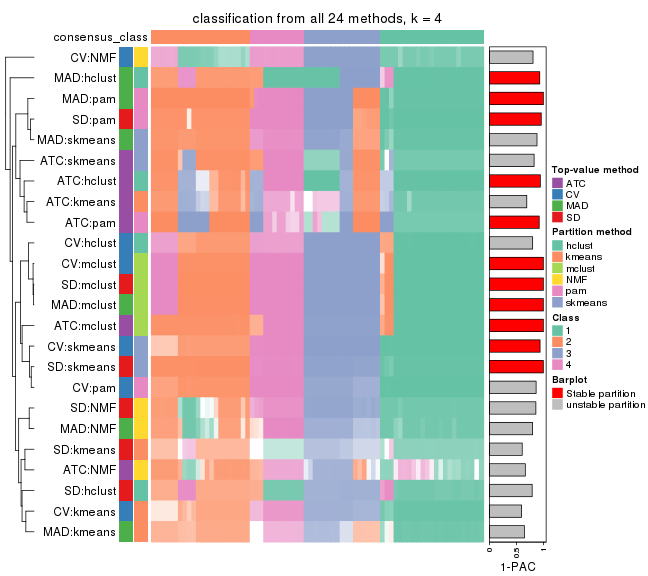 classification from all 24 methods, k = 4
consensus_class
CV:NMF
MAD:hclust
MAD:pam
SD:pam
MAD:skmeans
ATC:skmeans
ATC:hclust
ATC:kmeans
ATC:pam
CV:hclust
CV:mclust
SD:mclust
MAD:mclust
ATC:mclust
CV:skmeans
SD:skmeans
CV:pam
SD:NMF
MAD:NMF
SD:kmeans
ATC:NMF
SD:hclust
CV:kmeans
MAD:kmeans
0 0.5 1
1-PAC
Top-value method
ATC
CV
MAD
SD
Partition method
hclust
kmeans
mclust
NMF
pam
skmeans
Class
1
2
3
4
Barplot
Stable partition
unstable partition